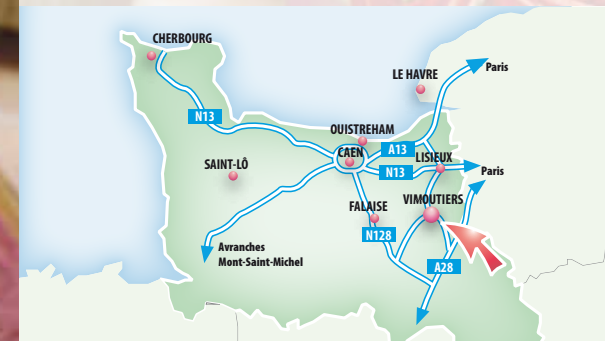 CHERBOURG
LE HAVRE
Paris
N13
OUISTREHAM
A13
CAEN
LISIEUX
SAINT-LÔ
N13
Paris
FALAISE
VIMOUTIERS
N128
Avranches
Mont-Saint-Michel
A28